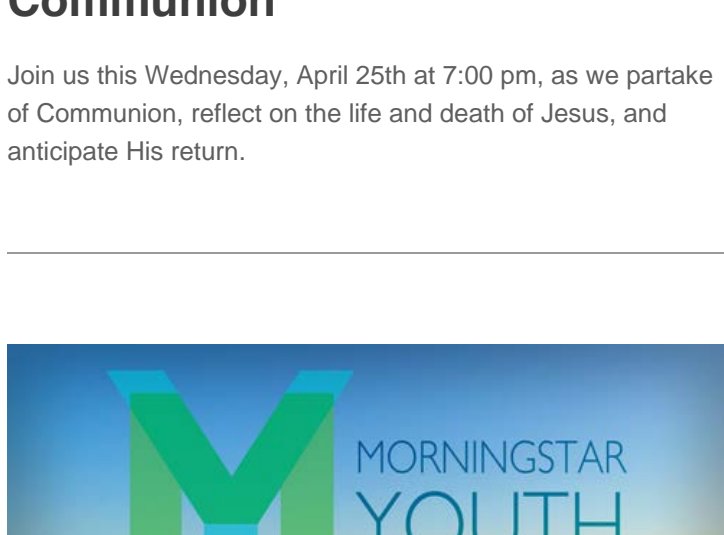 Communion
Join us this Wednesday, April 25th at 7:00 pm, as we partake
of Communion, reflect on the life and death of Jesus, and
anticipate His return.
MORNINGSTAR
YOUTH